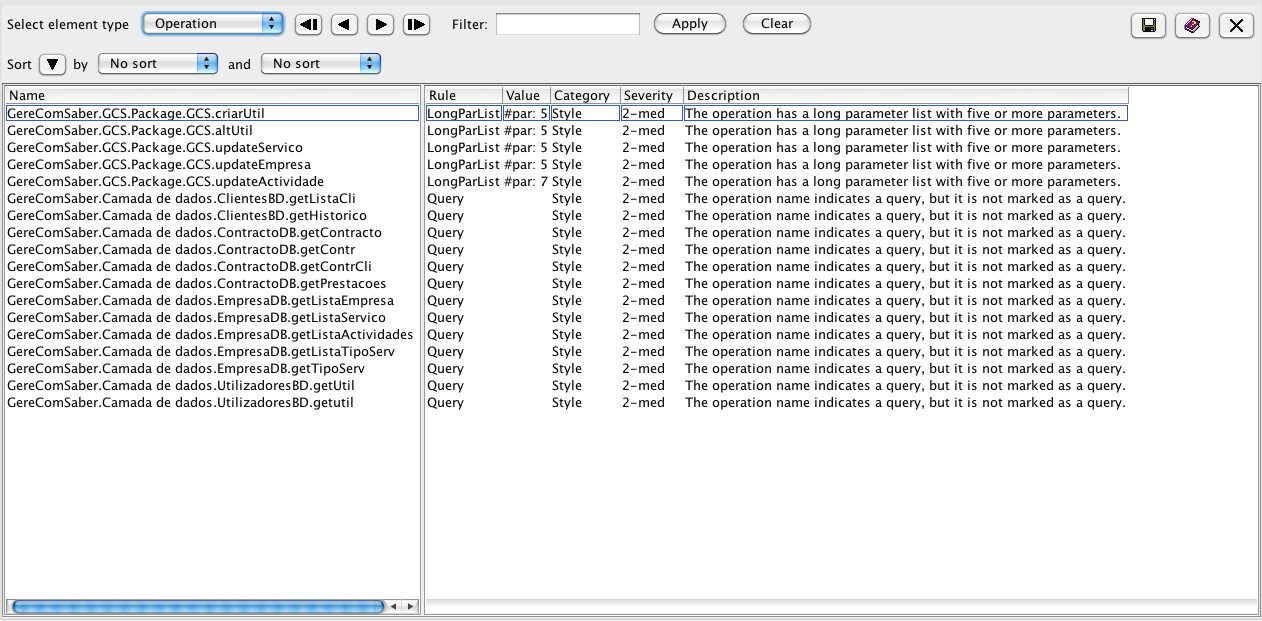 Select element type Operation Filter: Apply Clear
Sort by No sort and No sort
Name Rule Value Category Severity Description
GereComSaber.GCS.Package.GCS.criarUtil LongParList #par: 5 Style 2-med The operation has a long parameter list with five or more parameters.
GereComSaber.GCS.Package.GCS.altUtil LongParList #par: 5 Style 2-med The operation has a long parameter list with five or more parameters.
GereComSaber.GCS.Package.GCS.updateServico LongParList #par: 5 Style 2-med The operation has a long parameter list with five or more parameters.
GereComSaber.GCS.Package.GCS.updateEmpresa LongParList #par: 5 Style 2-med The operation has a long parameter list with five or more parameters.
GereComSaber.GCS.Package.GCS.updateActividade LongParList #par: 7 Style 2-med The operation has a long parameter list with five or more parameters.
GereComSaber.Camada de dados.ClientesBD.getListaCli Query Style 2-med The operation name indicates a query, but it is not marked as a query.
GereComSaber.Camada de dados.ClientesBD.getHistorico Query Style 2-med The operation name indicates a query, but it is not marked as a query.
GereComSaber.Camada de dados.ContractoDB.getContracto Query Style 2-med The operation name indicates a query, but it is not marked as a query.
GereComSaber.Camada de dados.ContractoDB.getContr Query Style 2-med The operation name indicates a query, but it is not marked as a query.
GereComSaber.Camada de dados.ContractoDB.getContrCli Query Style 2-med The operation name indicates a query, but it is not marked as a query.
GereComSaber.Camada de dados.ContractoDB.getPrestacoes Query Style 2-med The operation name indicates a query, but it is not marked as a query.
GereComSaber.Camada de dados.EmpresaDB.getListaEmpresa Query Style 2-med The operation name indicates a query, but it is not marked as a query.
GereComSaber.Camada de dados.EmpresaDB.getListaServico Query Style 2-med The operation name indicates a query, but it is not marked as a query.
GereComSaber.Camada de dados.EmpresaDB.getListaActividades Query Style 2-med The operation name indicates a query, but it is not marked as a query.
GereComSaber.Camada de dados.EmpresaDB.getListaTipoServ Query Style 2-med The operation name indicates a query, but it is not marked as a query.
GereComSaber.Camada de dados.EmpresaDB.getTipoServ Query Style 2-med The operation name indicates a query, but it is not marked as a query.
GereComSaber.Camada de dados.UtilizadoresBD.getUtil Query Style 2-med The operation name indicates a query, but it is not marked as a query.
GereComSaber.Camada de dados.UtilizadoresBD.getutil Query Style 2-med The operation name indicates a query, but it is not marked as a query.